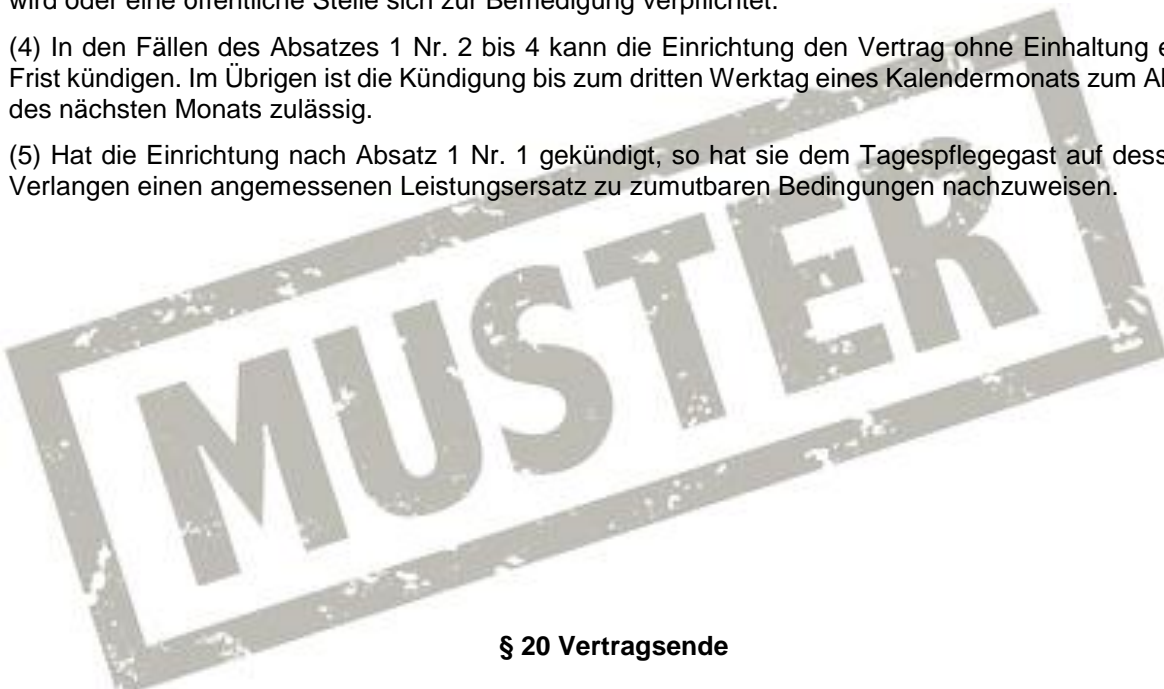 wird oder eine öffentliche Stelle sich zur Befriedigung verpflichtet.
(4) In den Fällen des Absatzes 1 Nr. 2 bis 4 kann die Einrichtung den Vertrag ohne Einhaltung
Frist kündigen. Im Übrigen ist die Kündigung bis zum dritten Werktag eines Kalendermonats zum
des nächsten Monats zulässig.
(5) Hat die Einrichtung nach Absatz 1 Nr. 1 gekündigt, so hat sie dem Tagespflegegast auf
Verlangen einen angemessenen Leistungsersatz zu zumutbaren Bedingungen nachzuweisen.
MUSTER
§ 20 Vertragsende